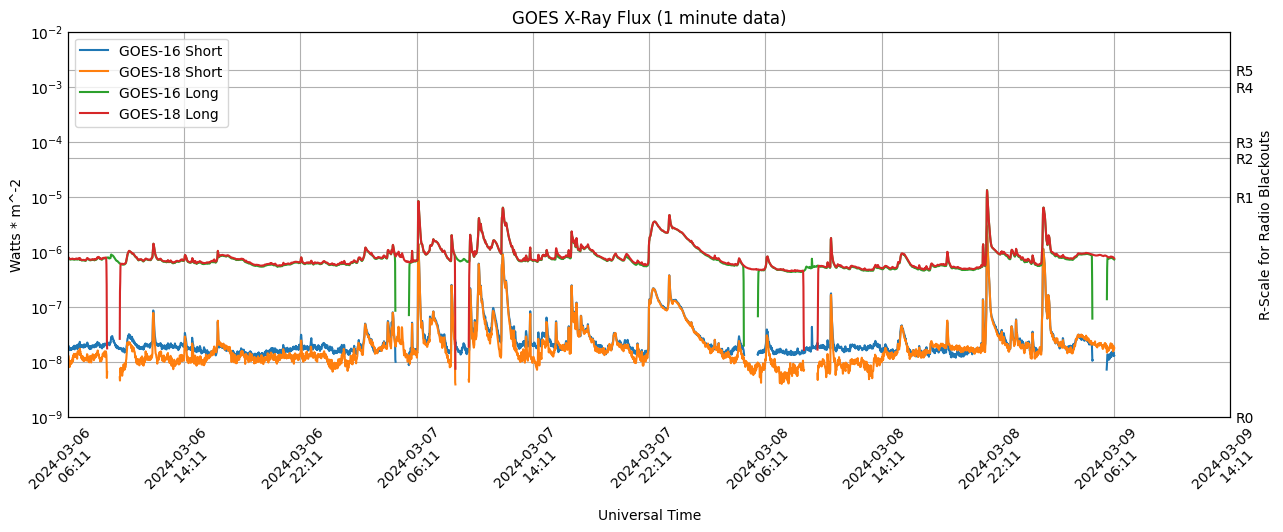 GOES X-Ray Flux (1 minute data)
GOES-16 Short
GOES-18 Short
GOES-16 Long
GOES-18 Long
10^-2
10^-3
10^-4
10^-5
10^-6
10^-7
10^-8
10^-9
Watts * m^-2
R5
R4
R3
R2
R1
R0
R-Scale for Radio Blackouts
2024-03-06
06:11
2024-03-06
14:11
2024-03-06
22:11
2024-03-07
06:11
2024-03-07
14:11
2024-03-07
22:11
2024-03-08
06:11
2024-03-08
14:11
2024-03-08
22:11
2024-03-09
06:11
2024-03-09
14:11
Universal Time